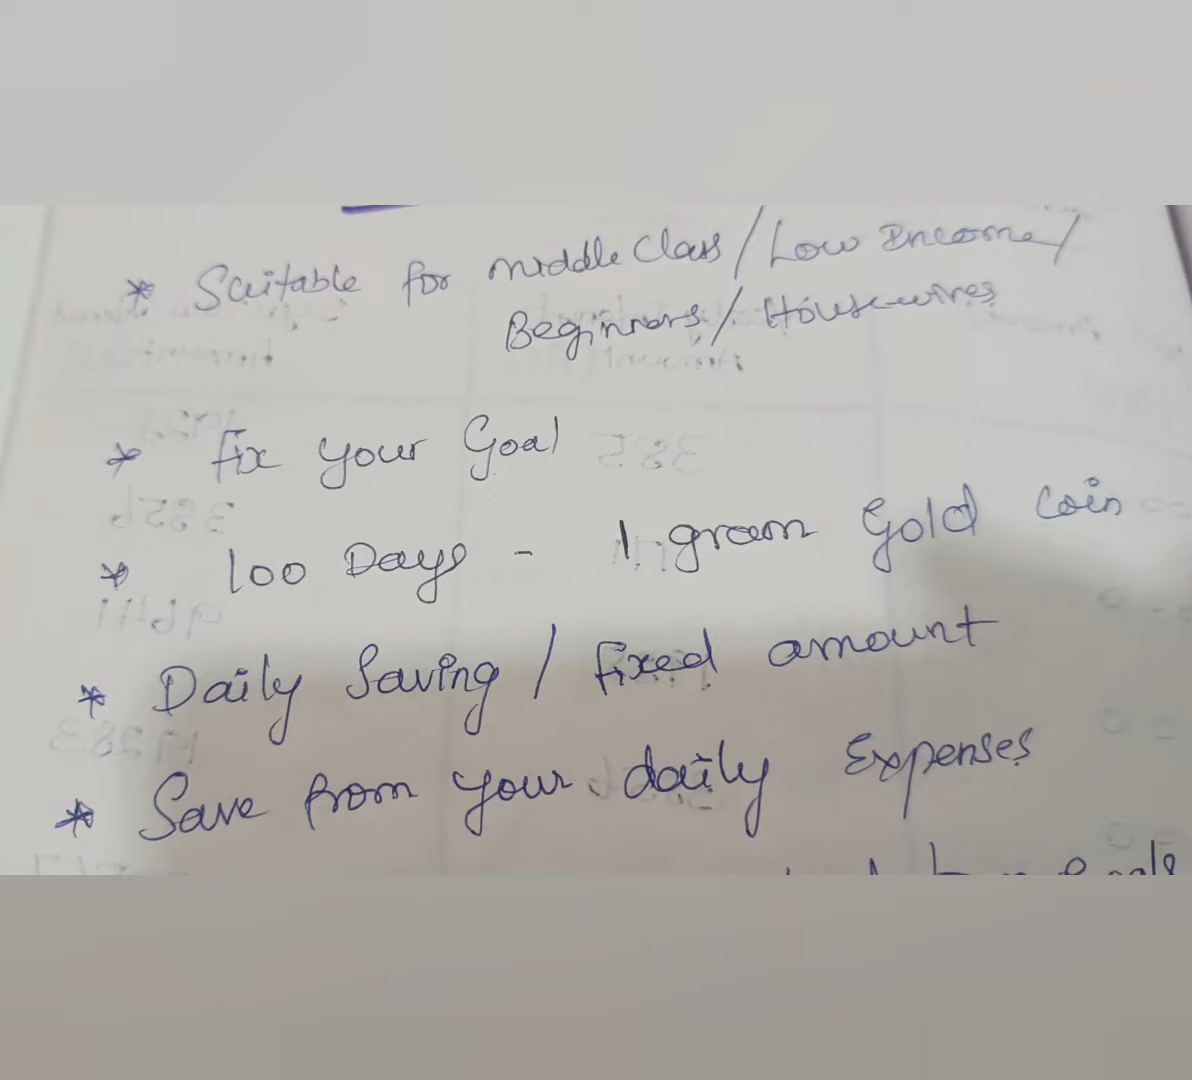 * Suitable for middle Class / Low Income /
Beginners / Housewives
* Fix your Goal
* 100 Days - 1 gram Gold Coin
* Daily Saving / fixed amount
* Save from your daily Expenses